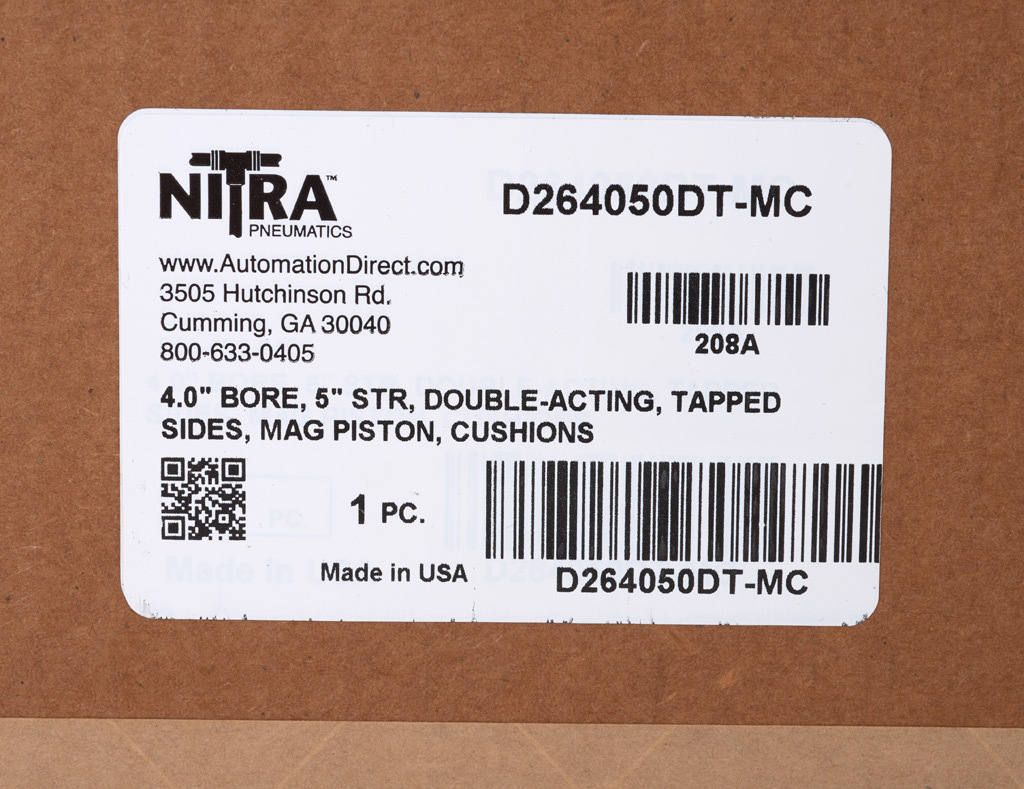 NITRA™
PNEUMATICS
D264050DT-MC
www.AutomationDirect.com
3505 Hutchinson Rd.
Cumming, GA 30040
800-633-0405
208A
4.0" BORE, 5" STR, DOUBLE-ACTING, TAPPED
SIDES, MAG PISTON, CUSHIONS
1 PC.
Made in USA
D264050DT-MC